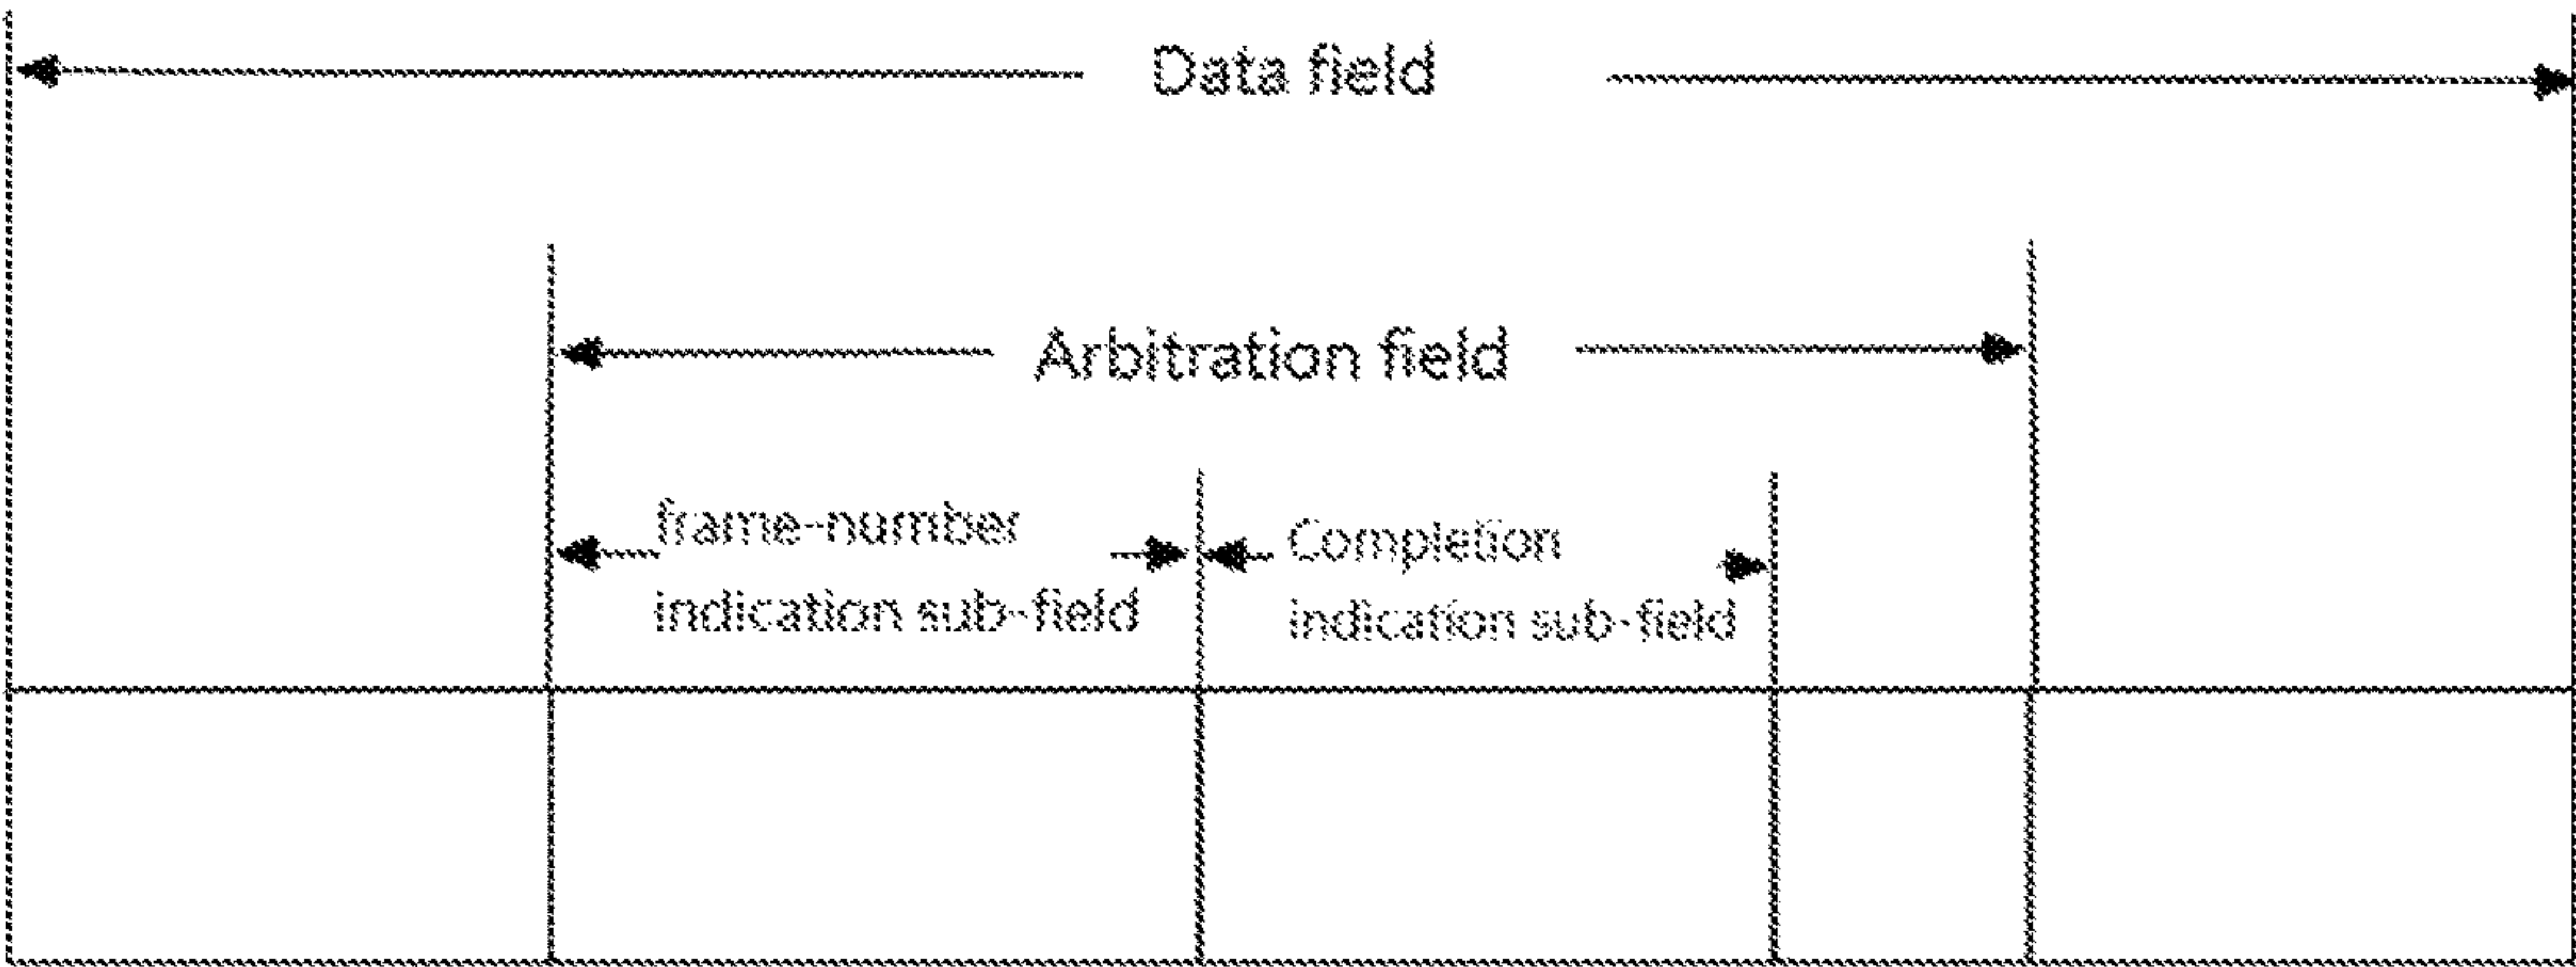 Data field
Arbitration field
frame-number
indication sub-field
Completion
indication sub-field